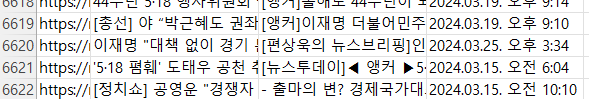 6618 https:// 44주년 5·18 행사위원회 [앵커]올해도 44주년이 2024.03.19. 오후 9:14
6619 https:// [총선] 야 "박근혜도 권좌 [앵커]이재명 더불어민주 2024.03.19. 오후 9:10
6620 https:// 이재명 "대책 없이 경기 [편상욱의 뉴스브리핑]인 2024.03.25. 오후 3:34
6621 https:// '5·18 폄훼' 도태우 공천 [뉴스투데이]◀ 앵커 ▶5 2024.03.15. 오전 6:04
6622 https:// [정치쇼] 공영운 "경쟁자 - 출마의 변? 경제국가대 2024.03.15. 오전 10:10